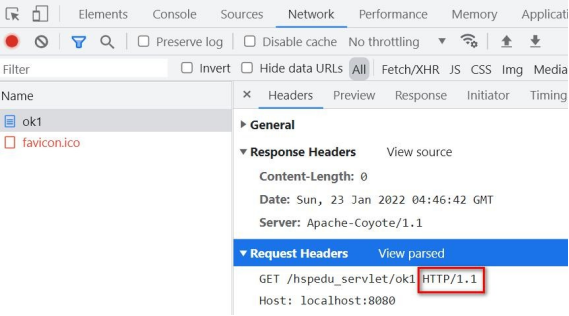 Elements Console Sources Network Performance Memory Applicati
Preserve log Disable cache No throttling
Filter Invert Hide data URLs All Fetch/XHR JS CSS Img Media
Name
× Headers Preview Response Initiator Timing
ok1
favicon.ico
General
Response Headers View source
Content-Length: 0
Date: Sun, 23 Jan 2022 04:46:42 GMT
Server: Apache-Coyote/1.1
Request Headers View parsed
GET /hspedu_servlet/ok1 HTTP/1.1
Host: localhost:8080